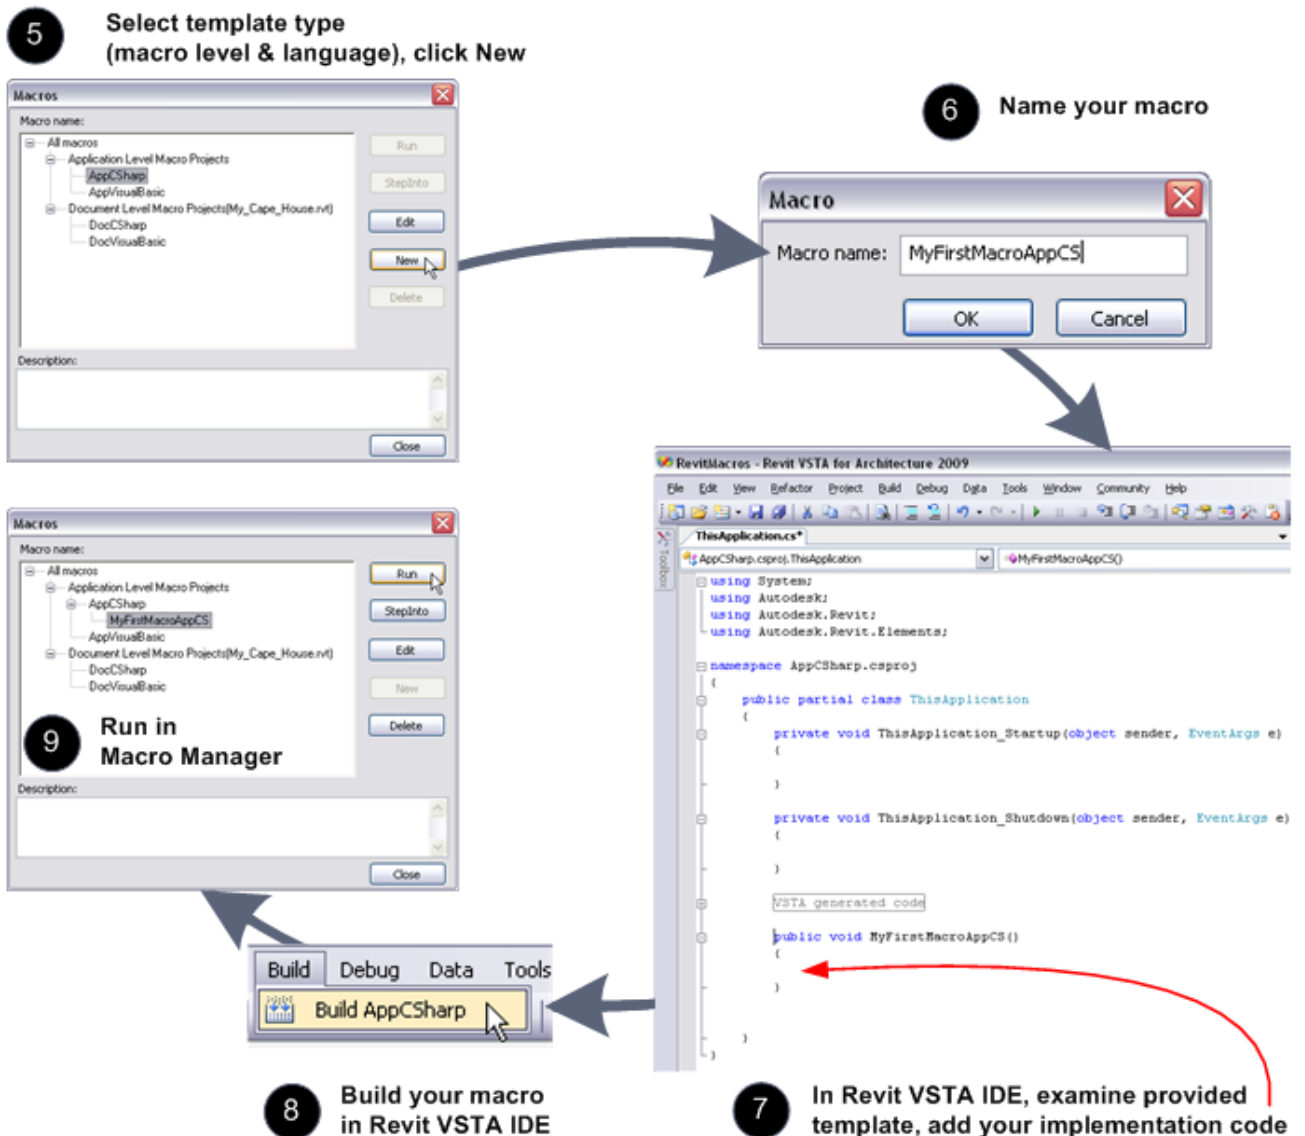 5
Select template type
(macro level & language), click New
Macros
Macro name:
All macros
Application Level Macro Projects
AppCSharp
AppVisualBasic
Document Level Macro Projects(My_Cape_House.rvt)
DocCSharp
DocVisualBasic
Run
StepInto
Edit
New
Delete
Description:
Close
6
Name your macro
Macro
Macro name: MyFirstMacroAppCS
OK Cancel
RevitMacros - Revit VSTA for Architecture 2009
File Edit View Refactor Project Build Debug Data Tools Window Community Help
Toolbox
ThisApplication.cs*
AppCSharp.csproj.ThisApplication MyFirstMacroAppCS()
using System;
using Autodesk;
using Autodesk.Revit;
using Autodesk.Revit.Elements;
namespace AppCSharp.csproj
{
public partial class ThisApplication
{
private void ThisApplication_Startup(object sender, EventArgs e)
{
}
private void ThisApplication_Shutdown(object sender, EventArgs e)
{
}
VSTA generated code
public void MyFirstMacroAppCS()
{
}
}
}
7
In Revit VSTA IDE, examine provided
template, add your implementation code
Build Debug Data Tools
Build AppCSharp
8
Build your macro
in Revit VSTA IDE
Macros
Macro name:
All macros
Application Level Macro Projects
AppCSharp
MyFirstMacroAppCS
AppVisualBasic
Document Level Macro Projects(My_Cape_House.rvt)
DocCSharp
DocVisualBasic
Run
StepInto
Edit
New
Delete
9
Run in
Macro Manager
Description:
Close